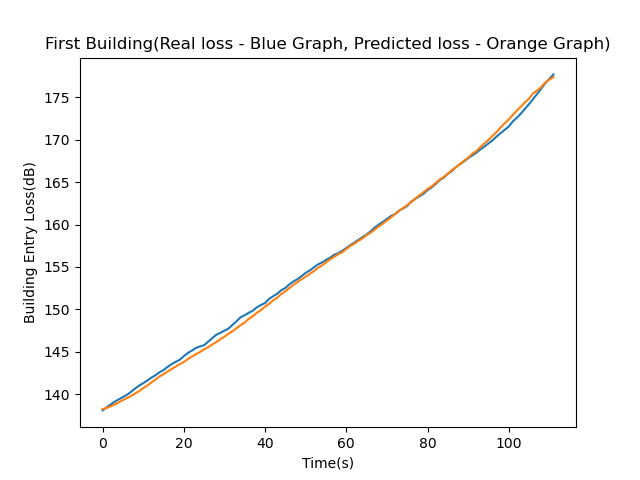 First Building(Real loss - Blue Graph, Predicted loss - Orange Graph)
175
170
165
160
155
150
145
140
Building Entry Loss(dB)
0 20 40 60 80 100
Time(s)